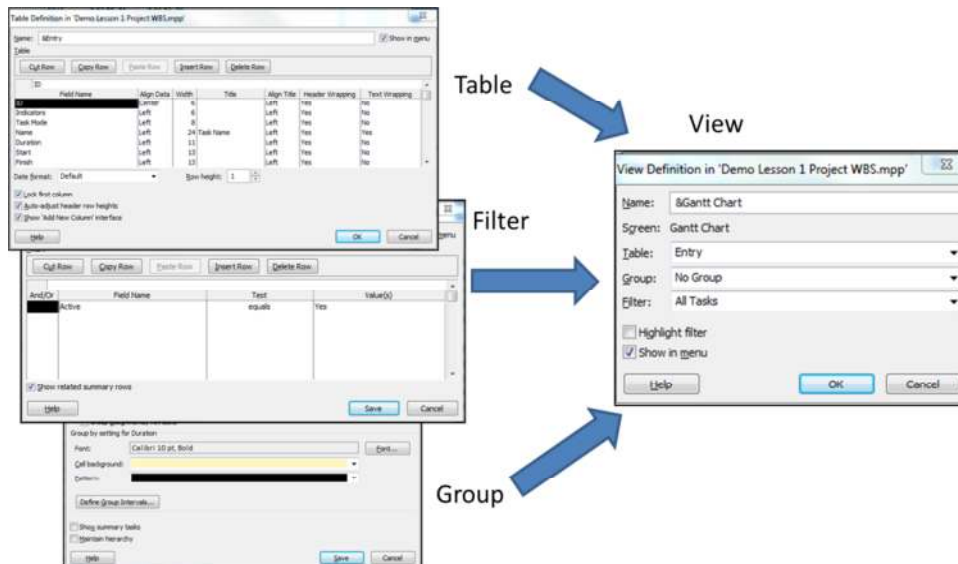 Table Definition in 'Demo Lesson 1 Project WBS.mpp'
Name: &Entry
Show in menu
Table
Cut Row Copy Row Paste Row Insert Row Delete Row
ID
Field Name Align Data Width Title Align Title Header Wrapping Text Wrapping
ID Center 6 Left Yes No
Indicators Left 6 Left Yes No
Task Mode Left 8 Left Yes No
Name Left 24 Task Name Left Yes Yes
Duration Left 11 Left Yes No
Start Left 13 Left Yes No
Finish Left 13 Left Yes No
Date format: Default Row height: 1
Lock first column
Auto-adjust header row heights
Show 'Add New Column' interface
Help OK Cancel
menu
Cut Row Copy Row Paste Row Insert Row Delete Row
And/Or Field Name Test Value(s)
Active equals Yes
Show related summary rows
Help Save Cancel
Group by setting for Duration
Font: Calibri 10 pt, Bold Font...
Cell background:
Pattern:
Define Group Intervals...
Show summary tasks
Maintain hierarchy
Help Save Cancel
Table
Filter
Group
View
View Definition in 'Demo Lesson 1 Project WBS.mpp'
Name: &Gantt Chart
Screen: Gantt Chart
Table: Entry
Group: No Group
Filter: All Tasks
Highlight filter
Show in menu
Help OK Cancel